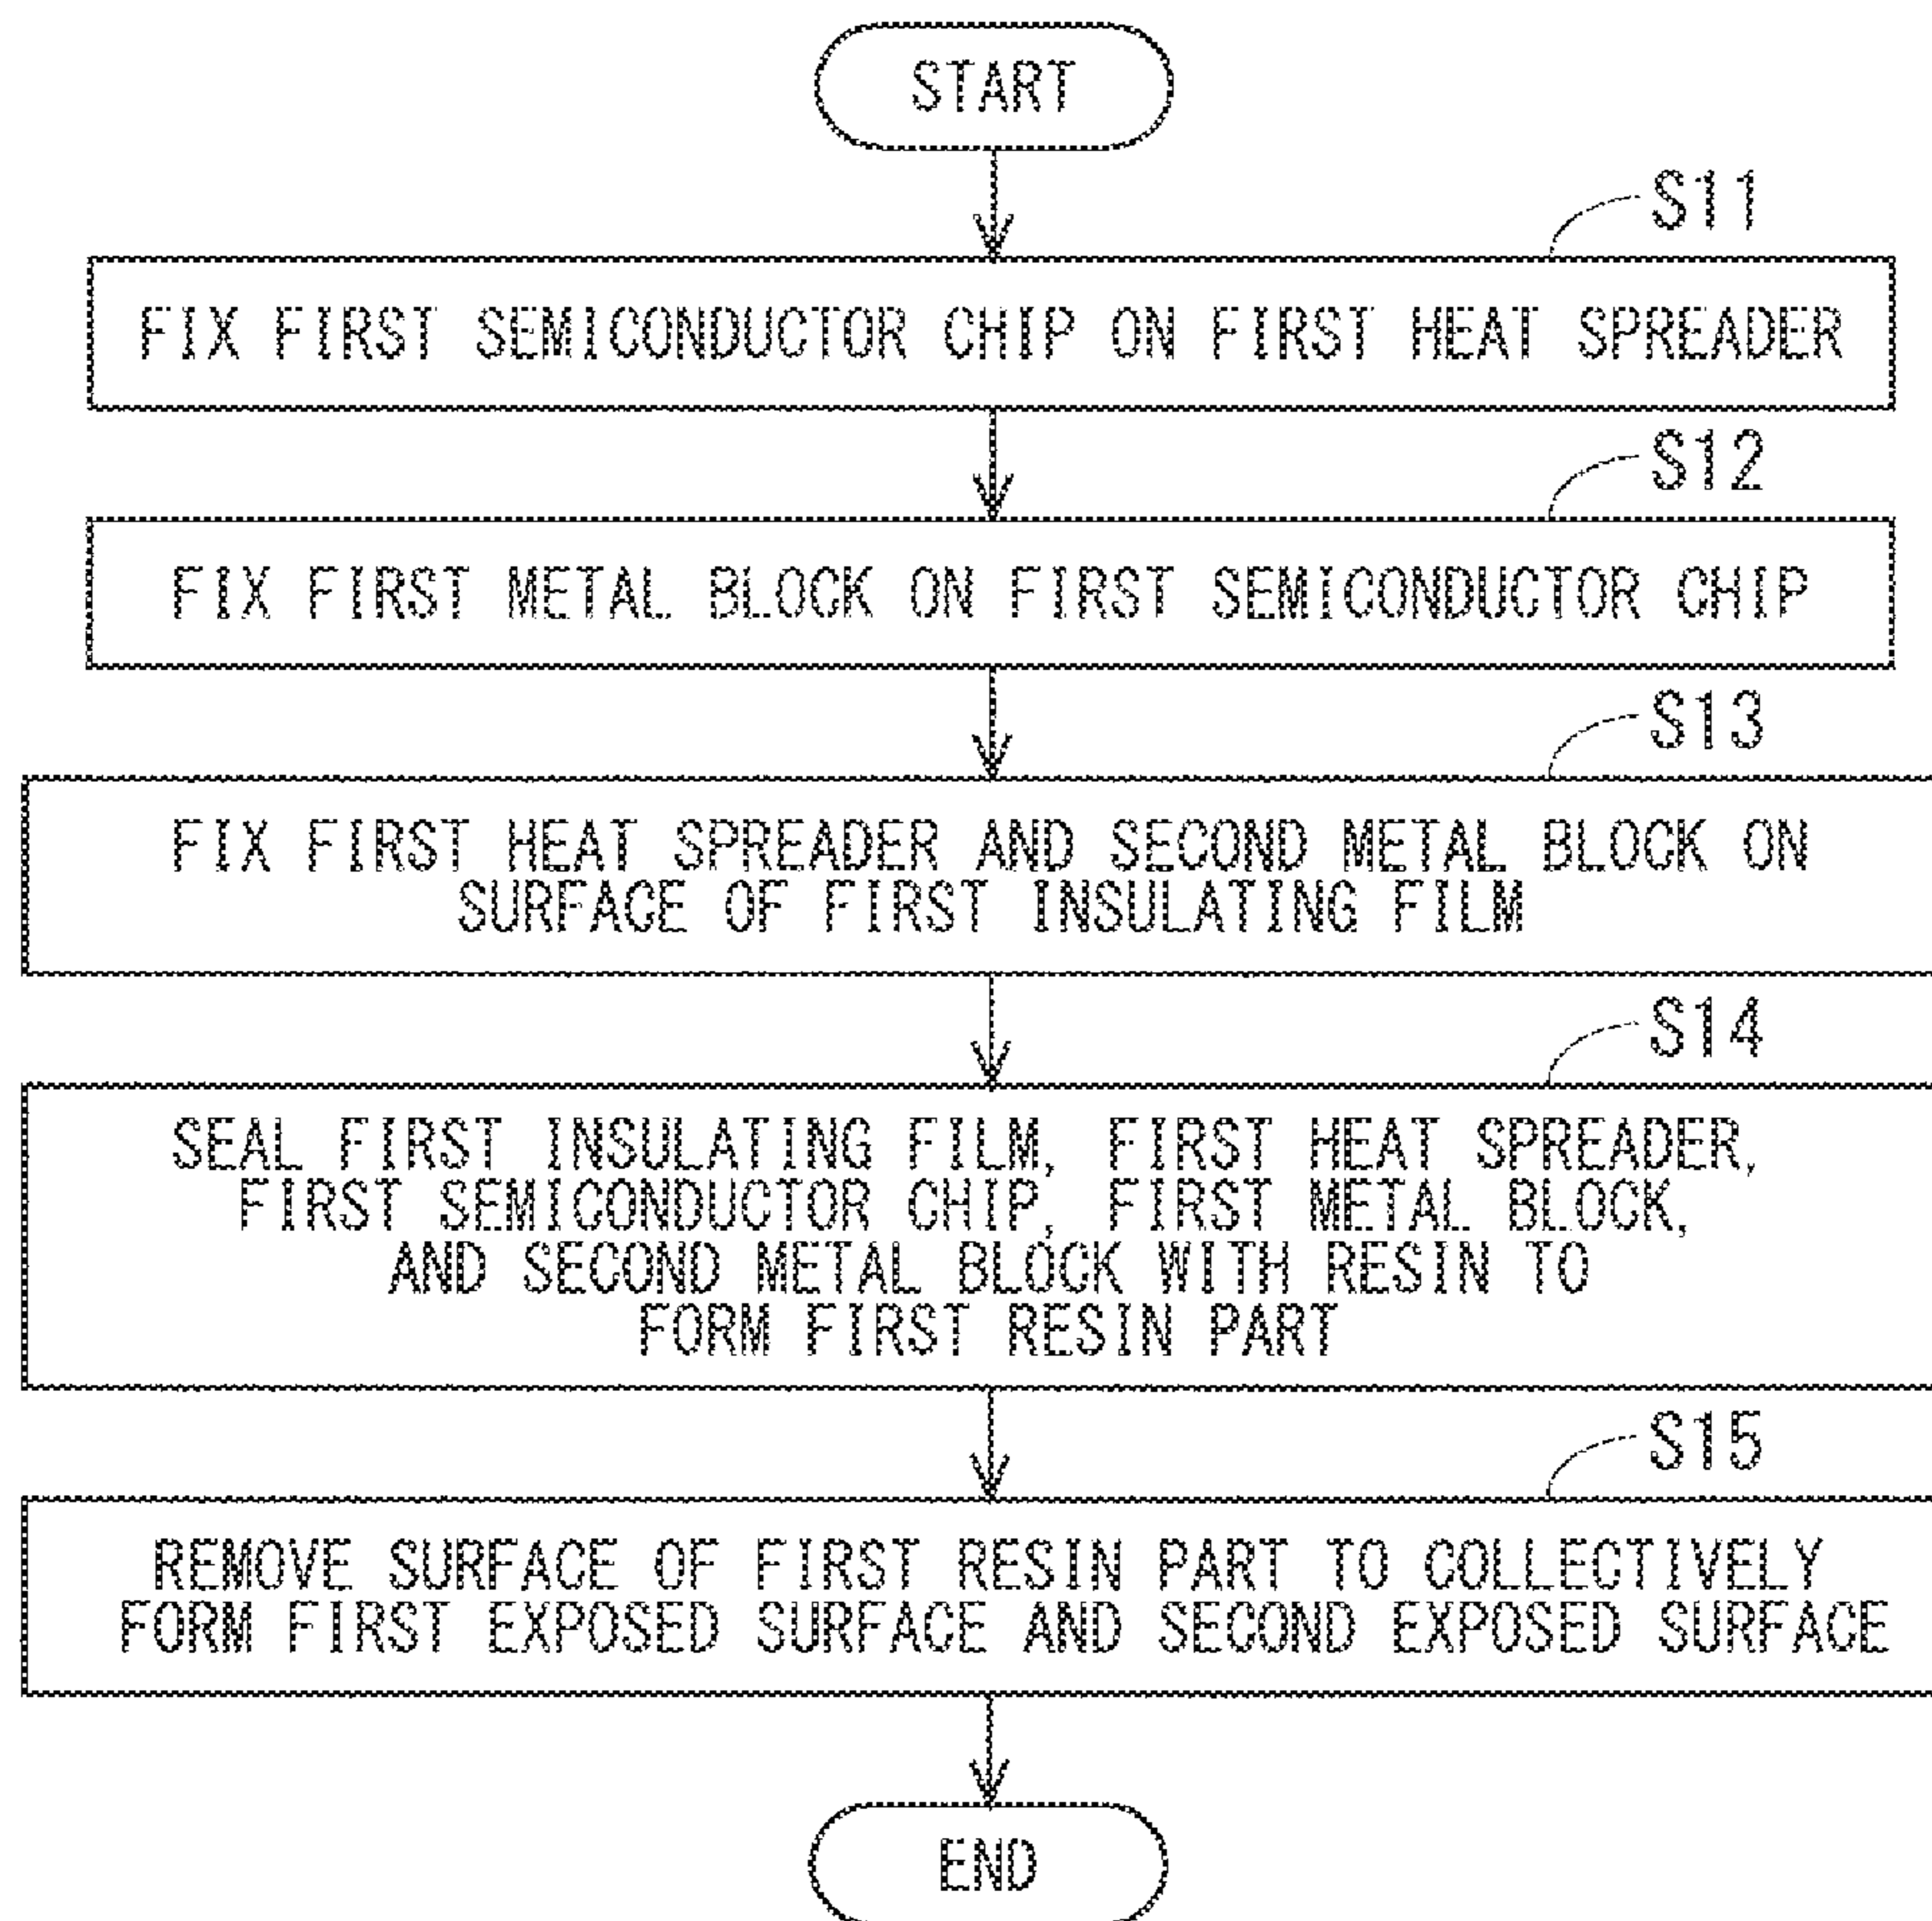 START
S11
FIX FIRST SEMICONDUCTOR CHIP ON FIRST HEAT SPREADER
S12
FIX FIRST METAL BLOCK ON FIRST SEMICONDUCTOR CHIP
S13
FIX FIRST HEAT SPREADER AND SECOND METAL BLOCK ON
SURFACE OF FIRST INSULATING FILM
S14
SEAL FIRST INSULATING FILM, FIRST HEAT SPREADER,
FIRST SEMICONDUCTOR CHIP, FIRST METAL BLOCK,
AND SECOND METAL BLOCK WITH RESIN TO
FORM FIRST RESIN PART
S15
REMOVE SURFACE OF FIRST RESIN PART TO COLLECTIVELY
FORM FIRST EXPOSED SURFACE AND SECOND EXPOSED SURFACE
END